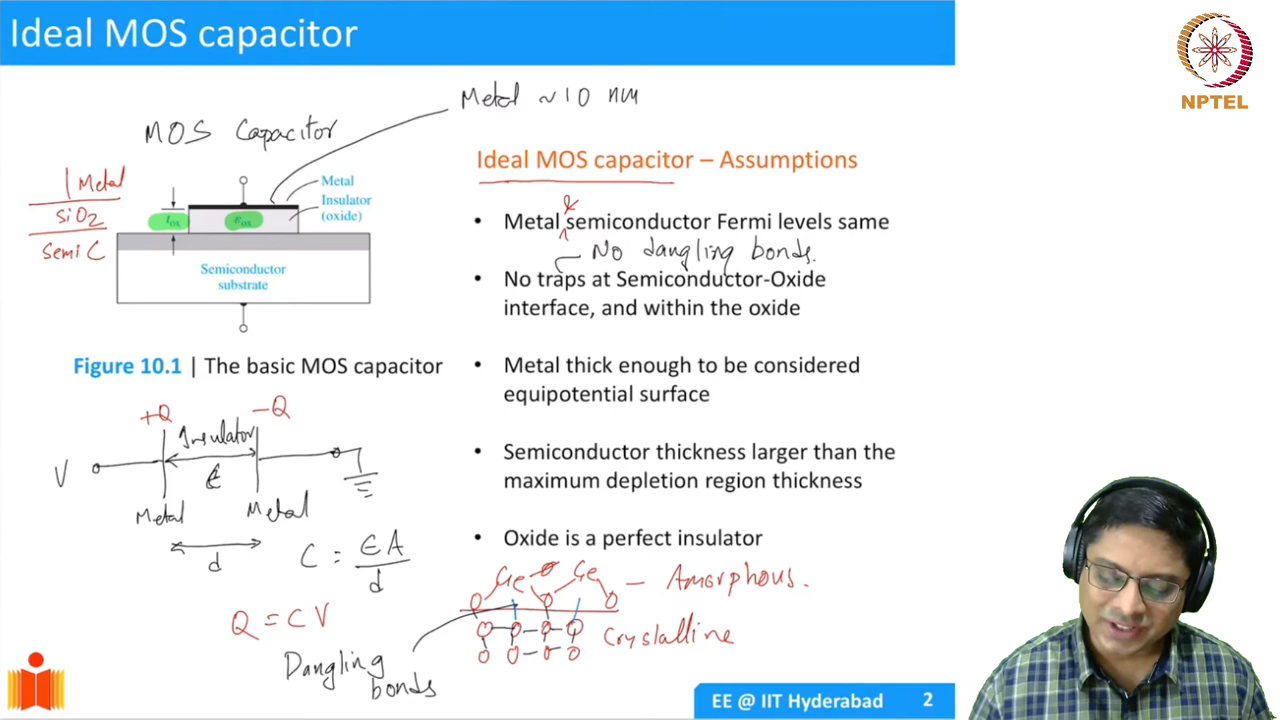 Ideal MOS capacitor
NPTEL
Metal ~10 nm
MOS Capacitor
Metal
SiO2
Semi C
Metal
Insulator
(oxide)
tox
εox
Semiconductor
substrate
Figure 10.1 | The basic MOS capacitor
Ideal MOS capacitor – Assumptions
• Metal & semiconductor Fermi levels same
No dangling bonds.
• No traps at Semiconductor-Oxide
interface, and within the oxide
• Metal thick enough to be considered
equipotential surface
• Semiconductor thickness larger than the
maximum depletion region thickness
• Oxide is a perfect insulator
+Q
-Q
Insulator
V
ε
Metal
Metal
d
C = εA
d
Q = CV
Dangling
bonds
Ge O Ge
O O O
– Amorphous.
Crystalline
EE @ IIT Hyderabad 2